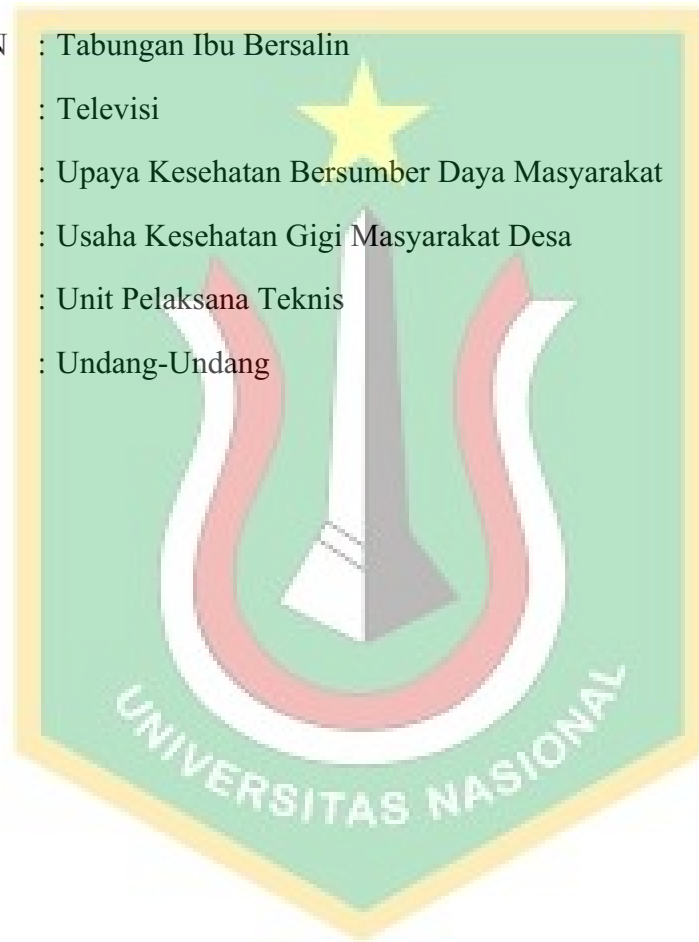 N : Tabungan Ibu Bersalin
: Televisi
: Upaya Kesehatan Bersumber Daya Masyarakat
: Usaha Kesehatan Gigi Masyarakat Desa
: Unit Pelaksana Teknis
: Undang-Undang
UNIVERSITAS NASIONAL